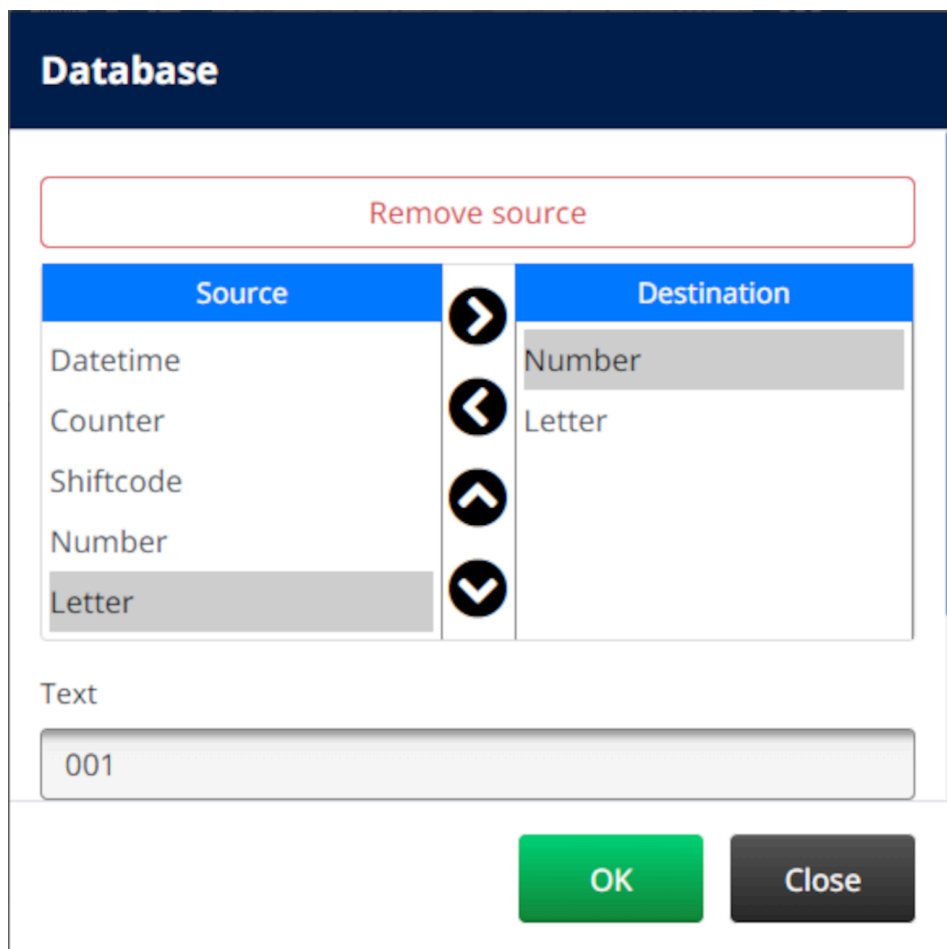 Database
Remove source
Source
Destination
Datetime
Counter
Shiftcode
Number
Letter
Number
Letter
Text
001
OK
Close